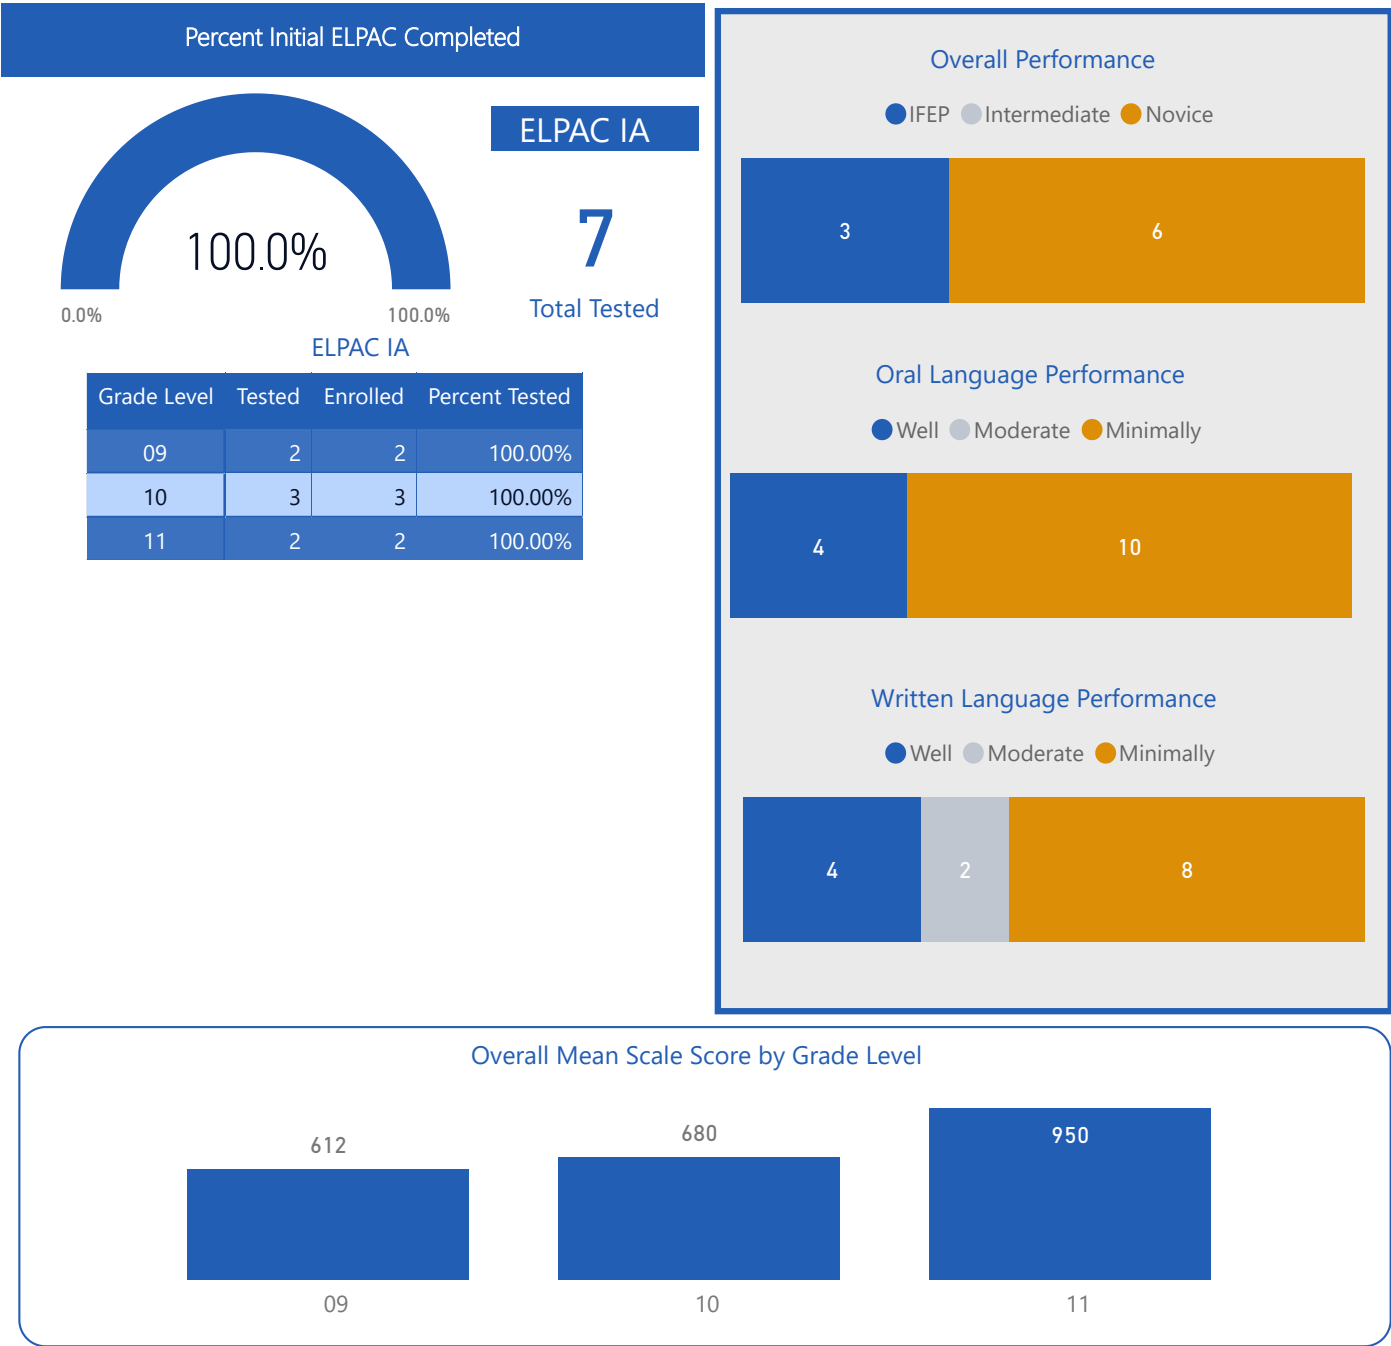 Percent Initial ELPAC Completed
100.0%
0.0%
100.0%
ELPAC IA
7
Total Tested
ELPAC IA
Grade Level Tested Enrolled Percent Tested
09 2 2 100.00%
10 3 3 100.00%
11 2 2 100.00%
Overall Performance
IFEP Intermediate Novice
3 6
Oral Language Performance
Well Moderate Minimally
4 10
Written Language Performance
Well Moderate Minimally
4 2 8
Overall Mean Scale Score by Grade Level
612 680 950
09 10 11